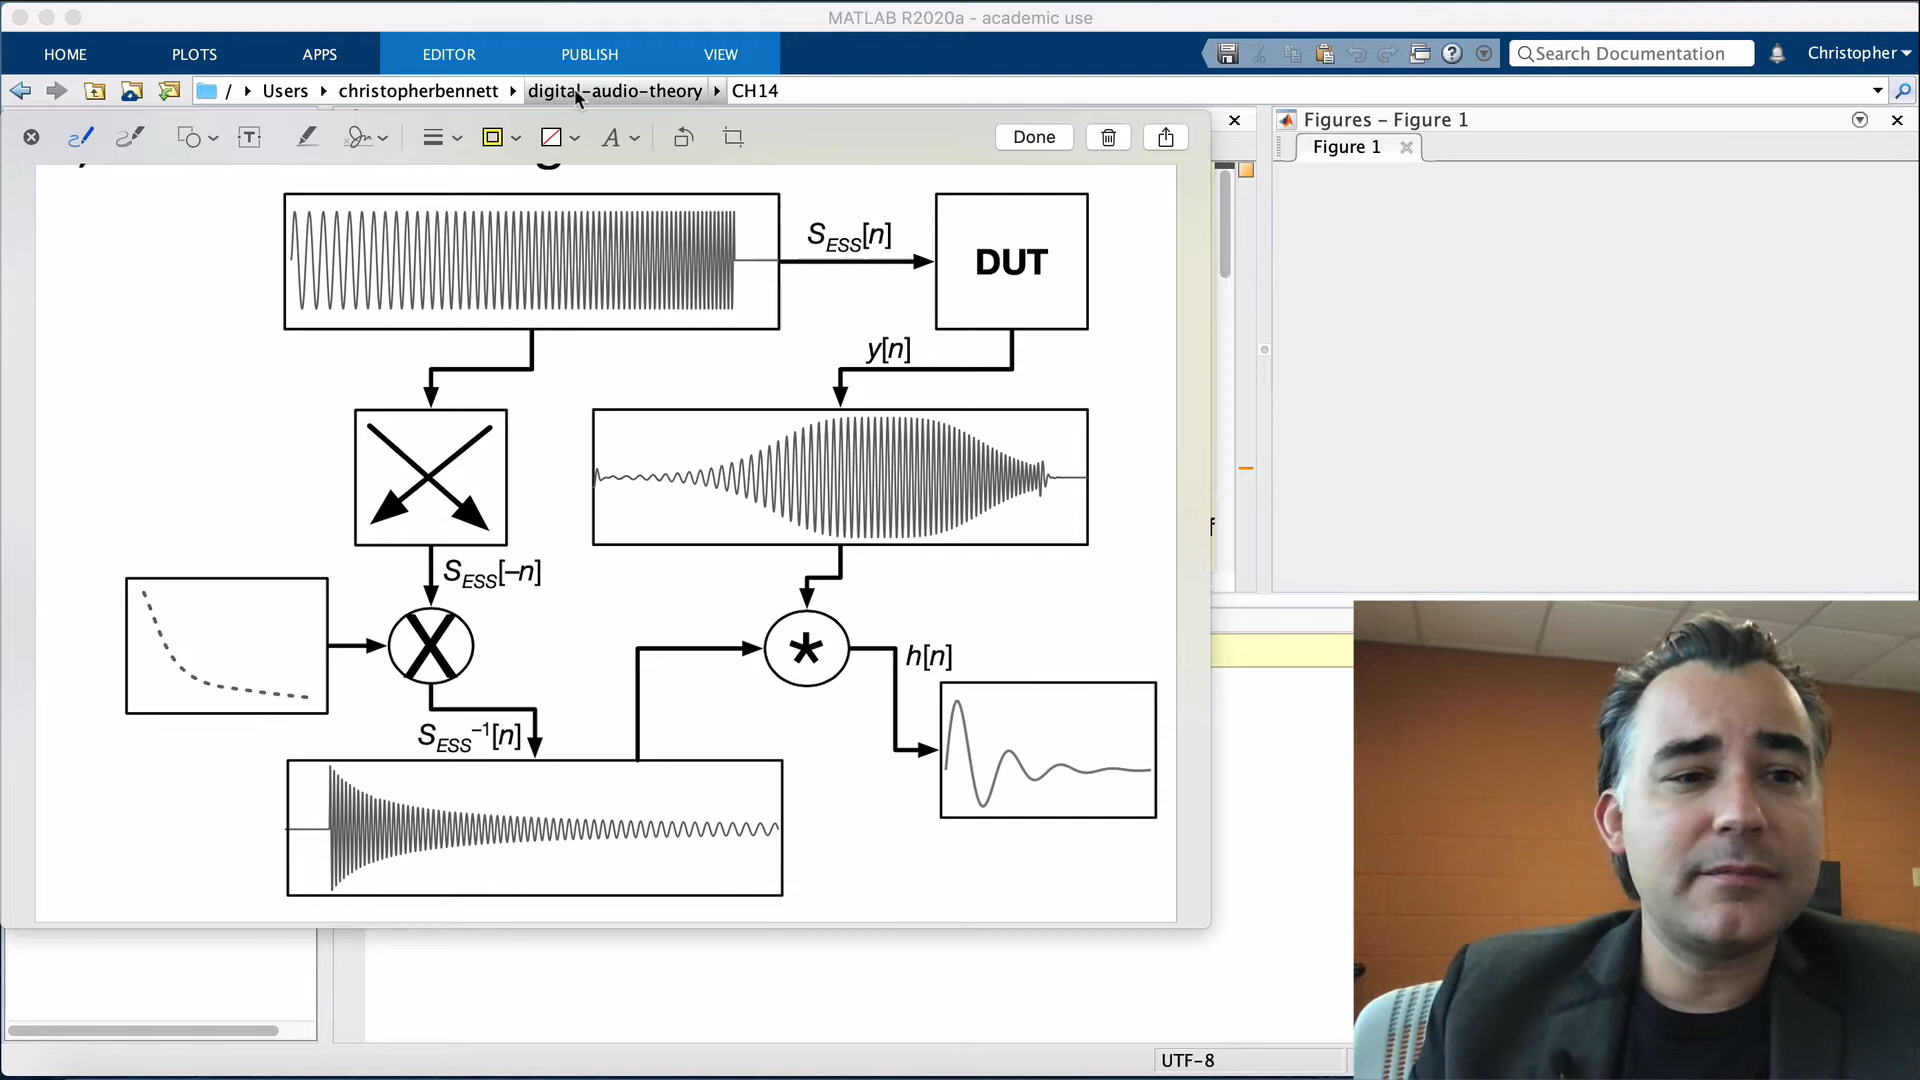 MATLAB R2020a - academic use
HOME PLOTS APPS EDITOR PUBLISH VIEW Search Documentation Christopher
/ Users christopherbennett digital-audio-theory CH14
Figures - Figure 1
Done
Figure 1
S_ESS[n]
DUT
y[n]
S_ESS[–n]
X
*
h[n]
S_ESS^–1[n]
UTF-8